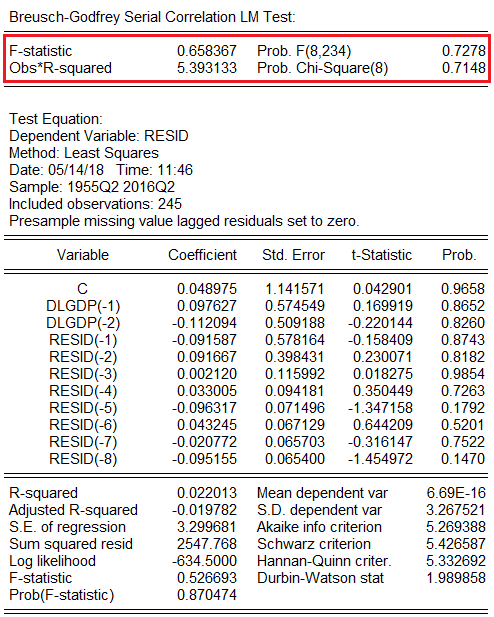 Breusch-Godfrey Serial Correlation LM Test:
F-statistic 0.658367 Prob. F(8,234) 0.7278
Obs*R-squared 5.393133 Prob. Chi-Square(8) 0.7148
Test Equation:
Dependent Variable: RESID
Method: Least Squares
Date: 05/14/18 Time: 11:46
Sample: 1955Q2 2016Q2
Included observations: 245
Presample missing value lagged residuals set to zero.
Variable Coefficient Std. Error t-Statistic Prob.
C 0.048975 1.141571 0.042901 0.9658
DLGDP(-1) 0.097627 0.574549 0.169919 0.8652
DLGDP(-2) -0.112094 0.509188 -0.220144 0.8260
RESID(-1) -0.091587 0.578164 -0.158409 0.8743
RESID(-2) 0.091667 0.398431 0.230071 0.8182
RESID(-3) 0.002120 0.115992 0.018275 0.9854
RESID(-4) 0.033005 0.094181 0.350449 0.7263
RESID(-5) -0.096317 0.071496 -1.347158 0.1792
RESID(-6) 0.043245 0.067129 0.644209 0.5201
RESID(-7) -0.020772 0.065703 -0.316147 0.7522
RESID(-8) -0.095155 0.065400 -1.454972 0.1470
R-squared 0.022013 Mean dependent var 6.69E-16
Adjusted R-squared -0.019782 S.D. dependent var 3.267521
S.E. of regression 3.299681 Akaike info criterion 5.269388
Sum squared resid 2547.768 Schwarz criterion 5.426587
Log likelihood -634.5000 Hannan-Quinn criter. 5.332692
F-statistic 0.526693 Durbin-Watson stat 1.989858
Prob(F-statistic) 0.870474